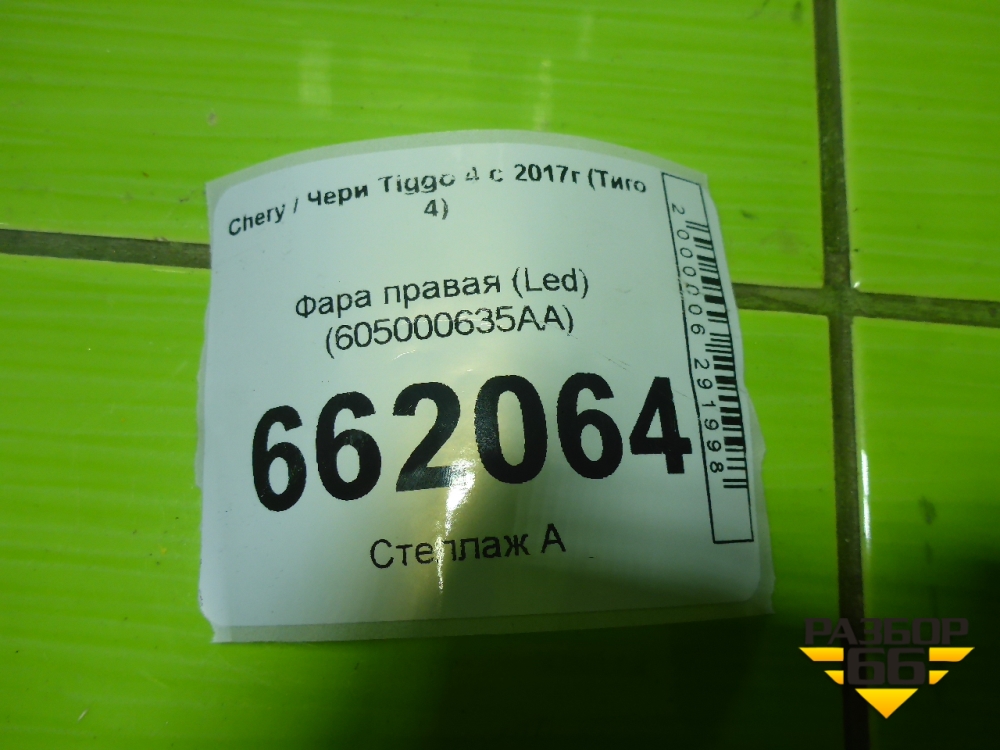 Chery / Чери Tiggo 4 с 2017г (Тиго
4)
Фара правая (Led)
(605000635AA)
662064
Стеллаж А
2000006291998
РАЗБОР
66